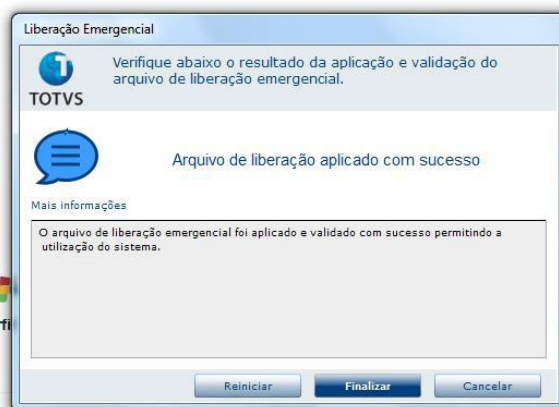 Liberação Emergencial
Verifique abaixo o resultado da aplicação e validação do
arquivo de liberação emergencial.
TOTVS
Arquivo de liberação aplicado com sucesso
Mais informações
O arquivo de liberação emergencial foi aplicado e validado com sucesso permitindo a
utilização do sistema.
Reiniciar
Finalizar
Cancelar